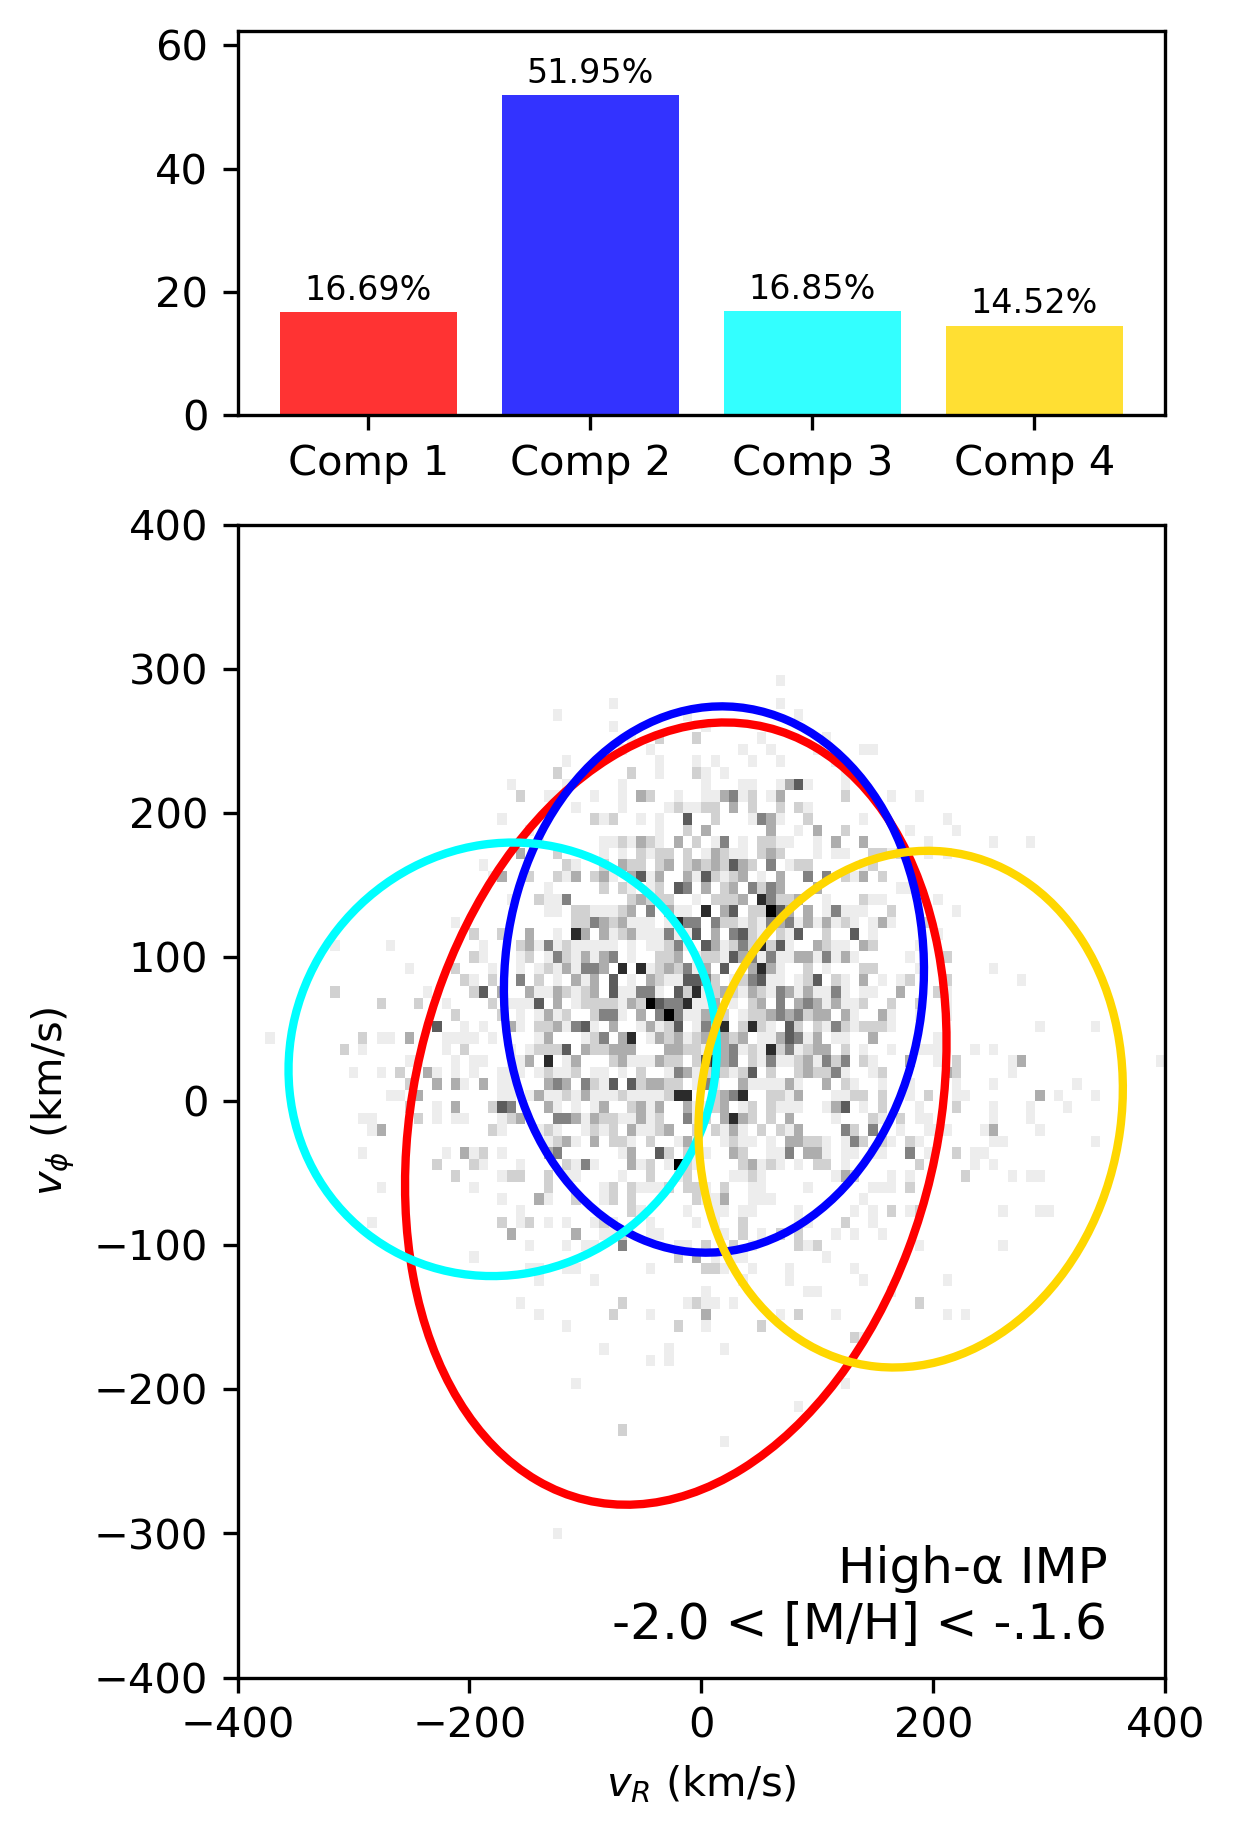 60
40
20
0
16.69%
51.95%
16.85%
14.52%
Comp 1 Comp 2 Comp 3 Comp 4
400
300
200
100
0
−100
−200
−300
−400
v_ϕ (km/s)
High-α IMP
-2.0 < [M/H] < -.1.6
−400 −200 0 200 400
v_R (km/s)